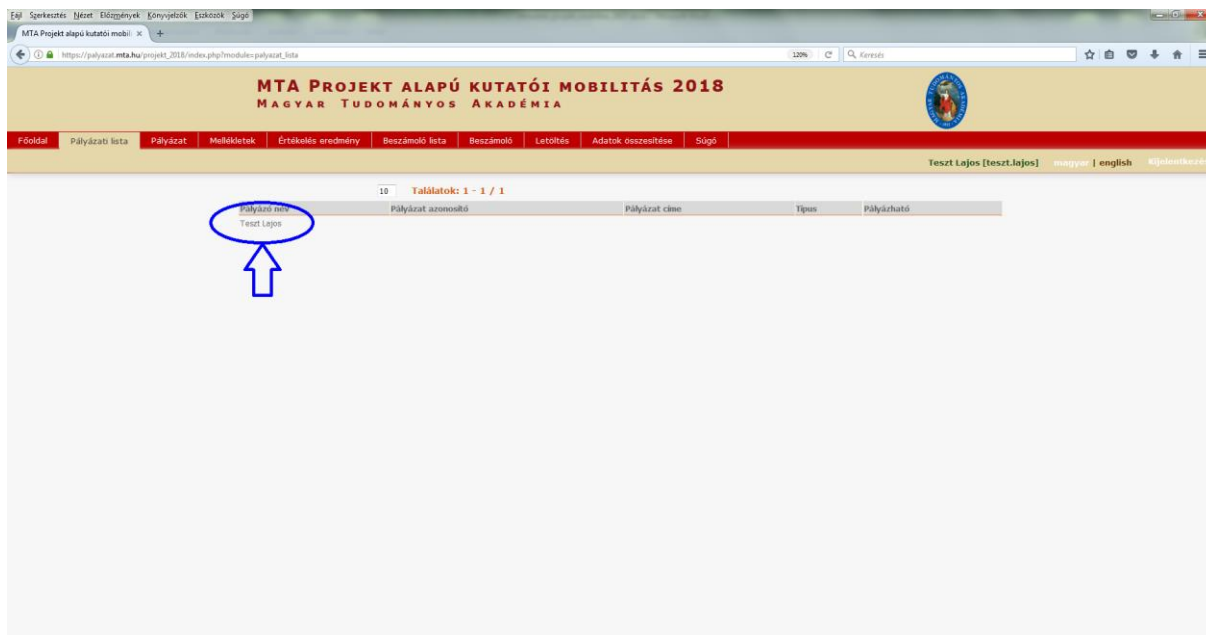 Fájl Szerkesztés Nézet Előzmények Könyvjelzők Eszközök Súgó
MTA Projekt alapú kutatói mobil × +
https://palyazat.mta.hu/projekt_2018/index.php?module=palyazat_lista 120% Keresés
MTA PROJEKT ALAPÚ KUTATÓI MOBILITÁS 2018
MAGYAR TUDOMÁNYOS AKADÉMIA
Főoldal Pályázati lista Pályázat Mellékletek Értékelés eredmény Beszámoló lista Beszámoló Letöltés Adatok összesítése Súgó
Teszt Lajos [teszt.lajos] magyar | english Kijelentkezés
10 Találatok: 1 - 1 / 1
Pályázó név Pályázat azonosító Pályázat címe Típus Pályázható
Teszt Lajos